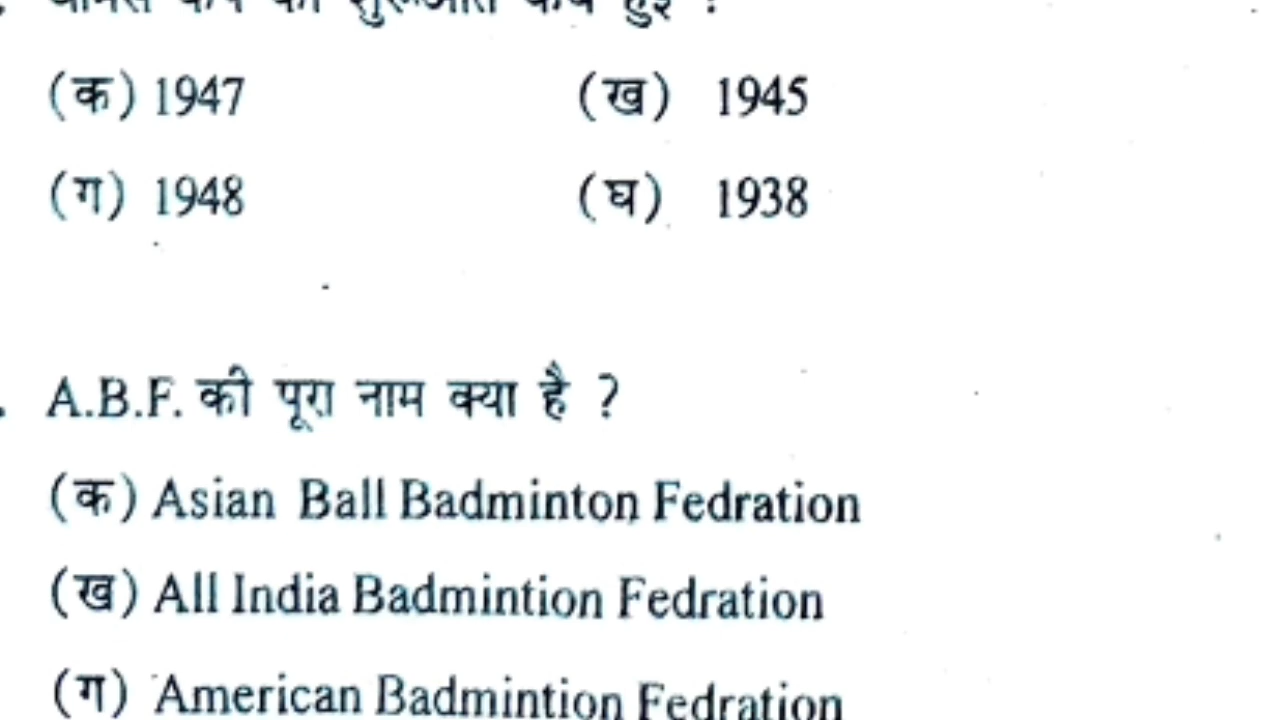 (क) 1947 (ख) 1945
(ग) 1948 (घ) 1938
. A.B.F. की पूरा नाम क्या है ?
(क) Asian Ball Badminton Fedration
(ख) All India Badmintion Fedration
(ग) American Badmintion Fedration